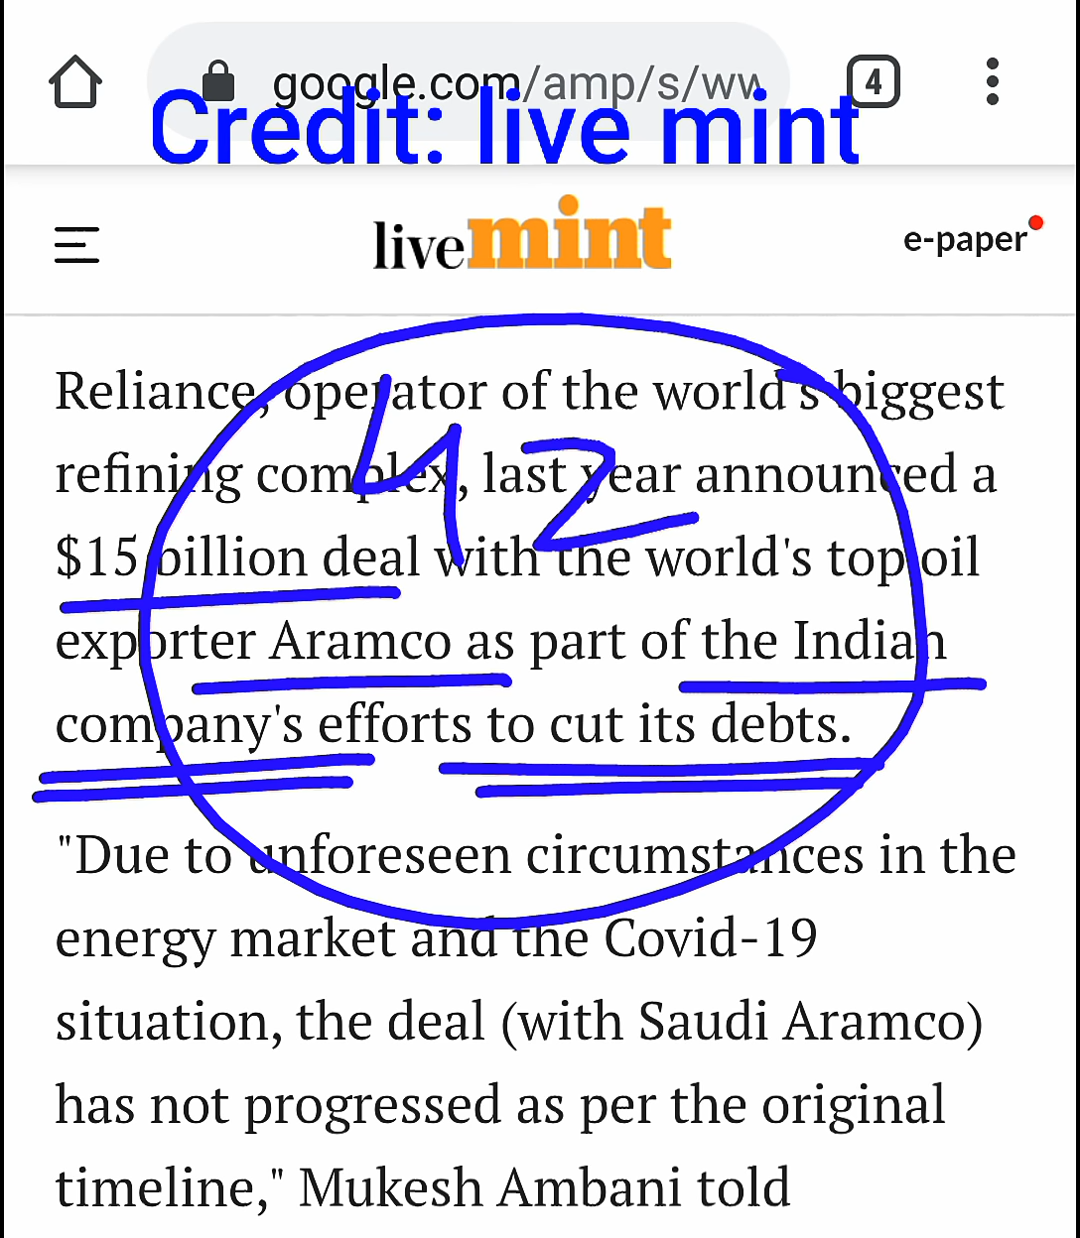 google.com/amp/s/ww
4
Credit: live mint
livemint
e-paper
Reliance, operator of the world's biggest
refining complex, last year announced a
$15 billion deal with the world's top oil
exporter Aramco as part of the Indian
company's efforts to cut its debts.
42
"Due to unforeseen circumstances in the
energy market and the Covid-19
situation, the deal (with Saudi Aramco)
has not progressed as per the original
timeline," Mukesh Ambani told